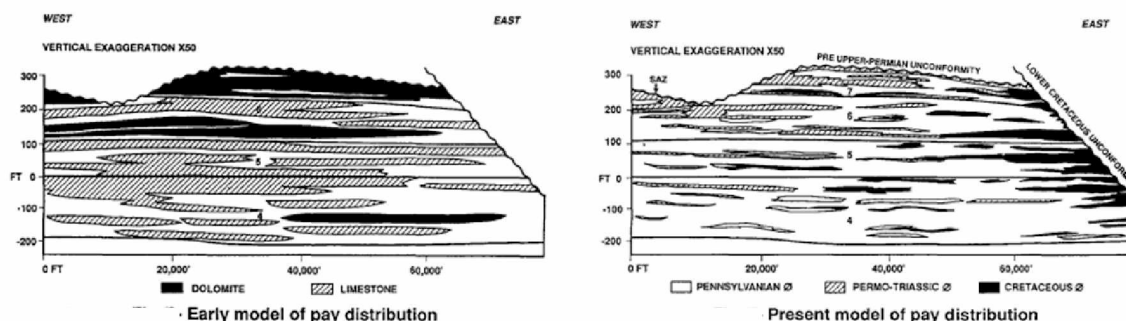 WEST
EAST
VERTICAL EXAGGERATION X50
300
200
100
FT 0
-100
-200
6
5
4
0 FT
20,000'
40,000'
60,000'
DOLOMITE
LIMESTONE
Early model of pay distribution
WEST
EAST
VERTICAL EXAGGERATION X50
PRE UPPER-PERMIAN UNCONFORMITY
LOWER CRETACEOUS UNCONFORMITY
SAZ
300
200
100
FT 0
-100
-200
7
6
5
4
0 FT
20,000'
40,000'
60,000'
PENNSYLVANIAN Ø
PERMO-TRIASSIC Ø
CRETACEOUS Ø
Present model of pay distribution